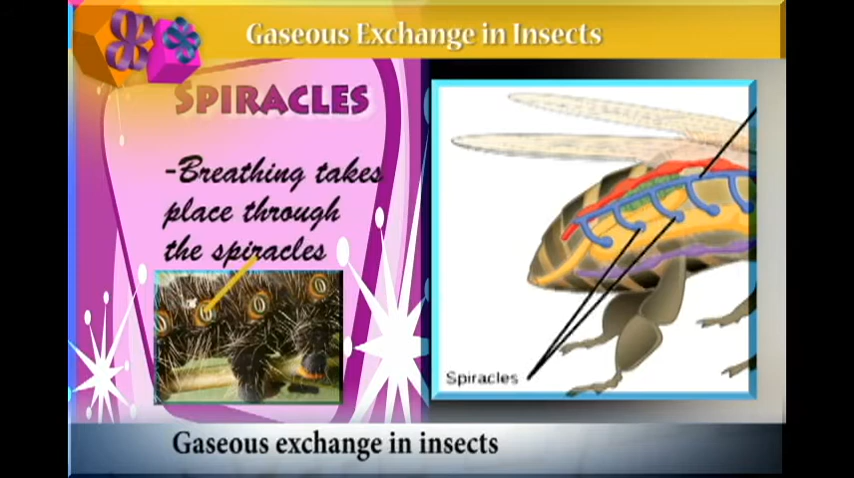 Gaseous Exchange in Insects
SPIRACLES
-Breathing takes
place through
the spiracles
Spiracles
Gaseous exchange in insects